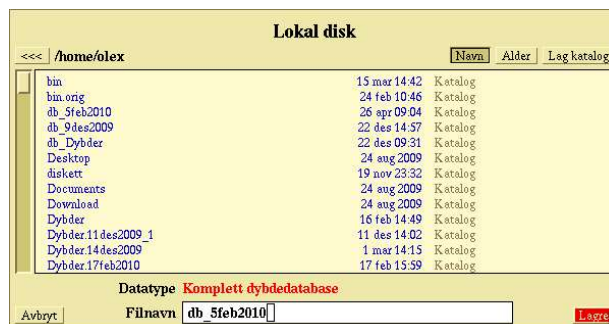 Lokal disk
<<< /home/olex Navn Alder Lag katalog
bin 15 mar 14:42 Katalog
bin.orig 24 feb 10:46 Katalog
db_5feb2010 26 apr 09:04 Katalog
db_9des2009 22 des 14:57 Katalog
db_Dybder 22 des 09:31 Katalog
Desktop 24 aug 2009 Katalog
diskett 19 nov 23:32 Katalog
Documents 24 aug 2009 Katalog
Download 24 aug 2009 Katalog
Dybder 16 feb 14:49 Katalog
Dybder.11des2009_1 11 des 14:02 Katalog
Dybder.14des2009 1 mar 14:15 Katalog
Dybder.17feb2010 17 feb 15:59 Katalog
Datatype Komplett dybdedatabase
Avbryt Filnavn db_5feb2010 Lagre